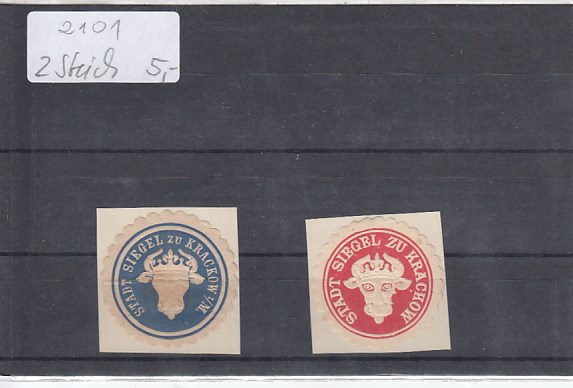 2101
2 Stück 5,-
STADT SIEGEL ZU KRACKOW I/M.
STADT SIEGEL ZU KRACKOW